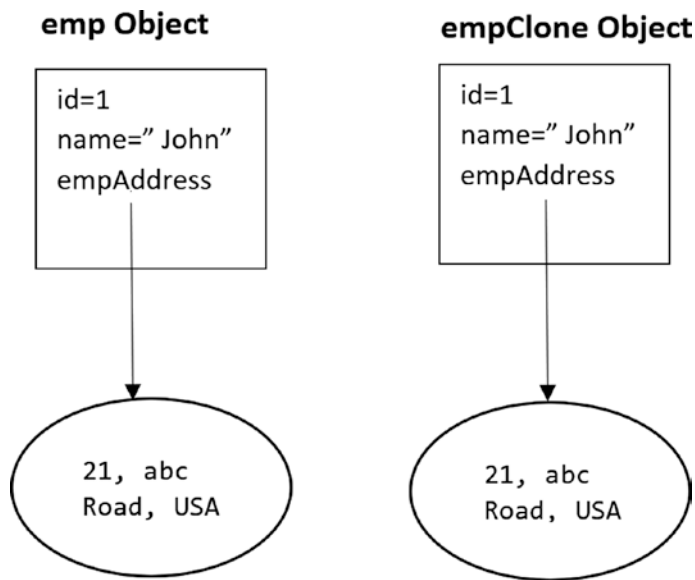 emp Object
id=1
name=” John”
empAddress
21, abc
Road, USA
empClone Object
id=1
name=” John”
empAddress
21, abc
Road, USA